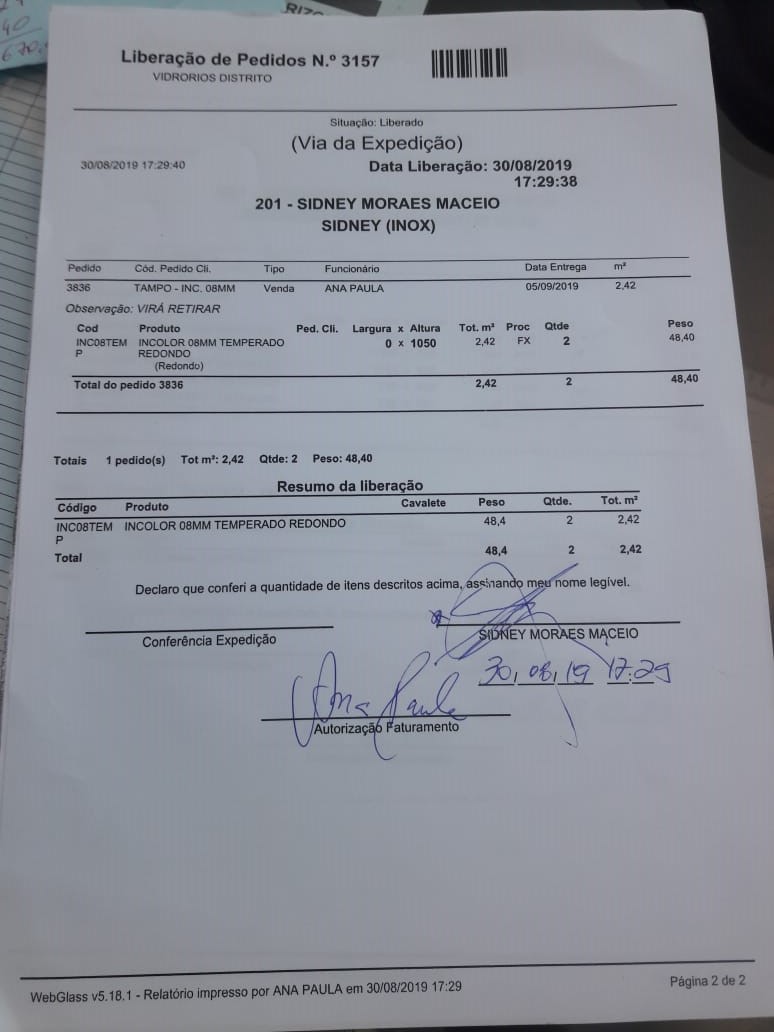 RIZO
40
670,
Liberação de Pedidos N.º 3157
VIDRORIOS DISTRITO
Situação: Liberado
(Via da Expedição)
30/08/2019 17:29:40 Data Liberação: 30/08/2019
17:29:38
201 - SIDNEY MORAES MACEIO
SIDNEY (INOX)
Pedido Cód. Pedido Cli. Tipo Funcionário Data Entrega m²
3836 TAMPO - INC. 08MM Venda ANA PAULA 05/09/2019 2,42
Observação: VIRÁ RETIRAR
Cod Produto Ped. Cli. Largura x Altura Tot. m² Proc Qtde Peso
INC08TEM INCOLOR 08MM TEMPERADO 0 x 1050 2,42 FX 2 48,40
P REDONDO
(Redondo)
Total do pedido 3836 2,42 2 48,40
Totais 1 pedido(s) Tot m²: 2,42 Qtde: 2 Peso: 48,40
Resumo da liberação
Código Produto Cavalete Peso Qtde. Tot. m²
INC08TEM INCOLOR 08MM TEMPERADO REDONDO 48,4 2 2,42
P
Total 48,4 2 2,42
Declaro que conferi a quantidade de itens descritos acima, assinando meu nome legível.
Conferência Expedição SIDNEY MORAES MACEIO
30, 08, 19 17:29
Ana Paula
Autorização Faturamento
WebGlass v5.18.1 - Relatório impresso por ANA PAULA em 30/08/2019 17:29 Página 2 de 2